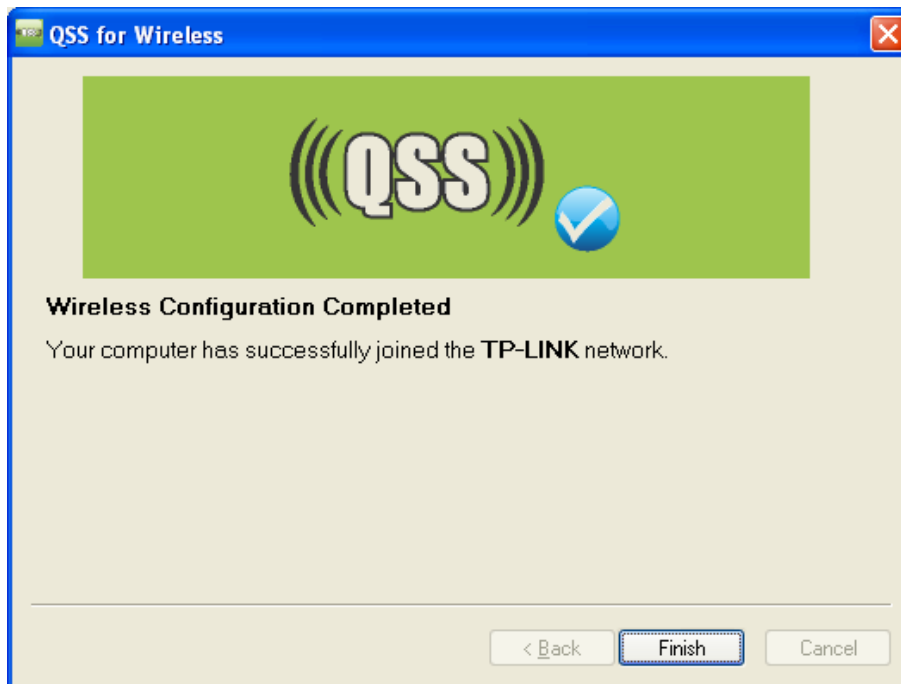 QSS for Wireless
(((QSS)))
Wireless Configuration Completed
Your computer has successfully joined the TP-LINK network.
< Back Finish Cancel